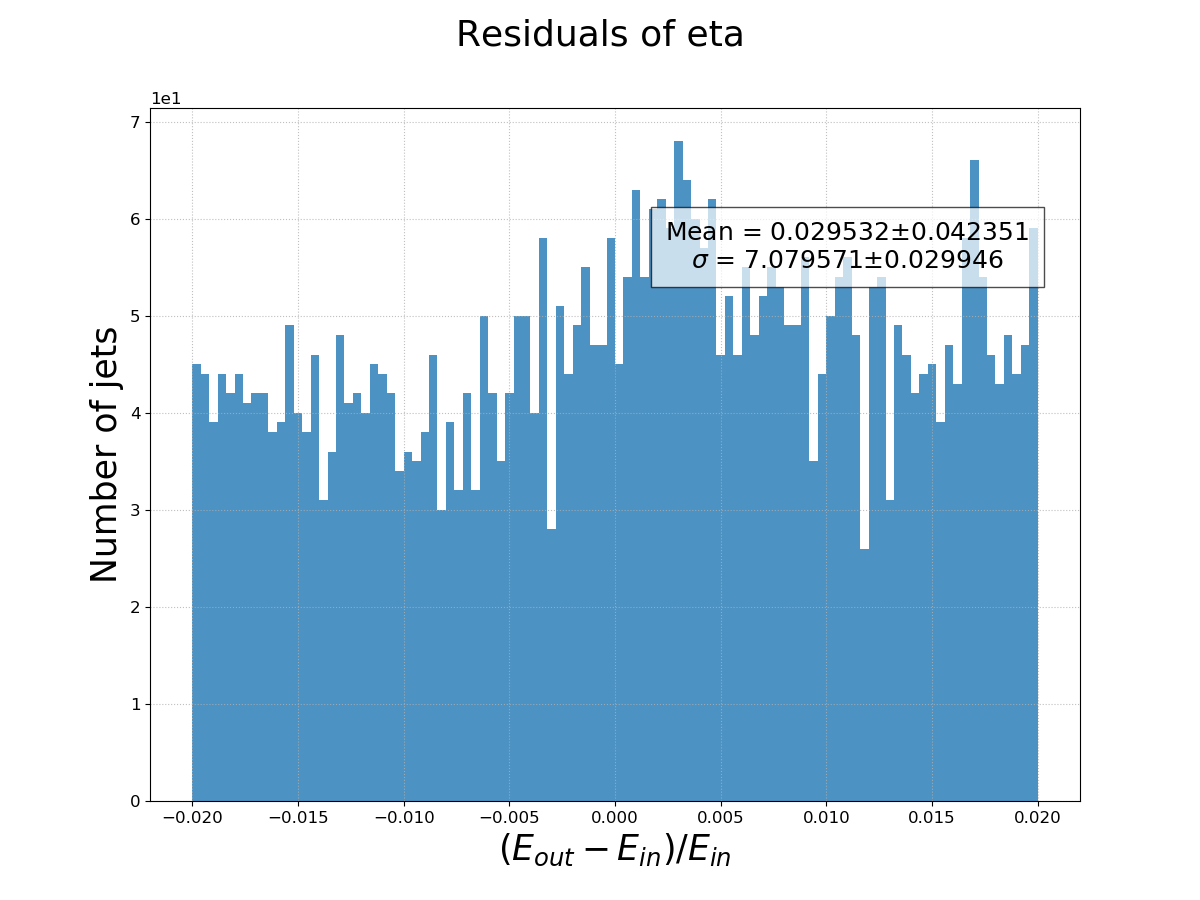 Residuals of eta
1e1
7
6
5
4
3
2
1
0
Number of jets
Mean = 0.029532±0.042351
σ = 7.079571±0.029946
−0.020 −0.015 −0.010 −0.005 0.000 0.005 0.010 0.015 0.020
(E_out − E_in)/E_in